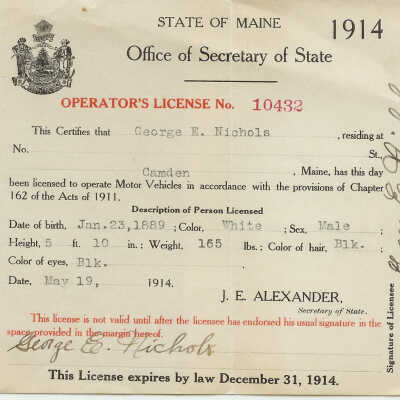 STATE OF MAINE
1914
Office of Secretary of State
OPERATOR'S LICENSE No. 10432
This Certifies that George E. Nichols, residing at
No. St.
Camden, Maine, has this day
been licensed to operate Motor Vehicles in accordance with the provisions of Chapter
162 of the Acts of 1911.
Description of Person Licensed
Date of birth, Jan.23,1889; Color, White; Sex, Male
Height, 5 ft. 10 in.; Weight, 165 lbs.; Color of hair, Blk.
Color of eyes, Blk.
Date, May 19, 1914.
J. E. ALEXANDER,
Secretary of State.
This license is not valid until after the licensee has endorsed his usual signature in the
space provided in the margin hereof.
George E. Nichols
This License expires by law December 31, 1914.
Signature of Licensee